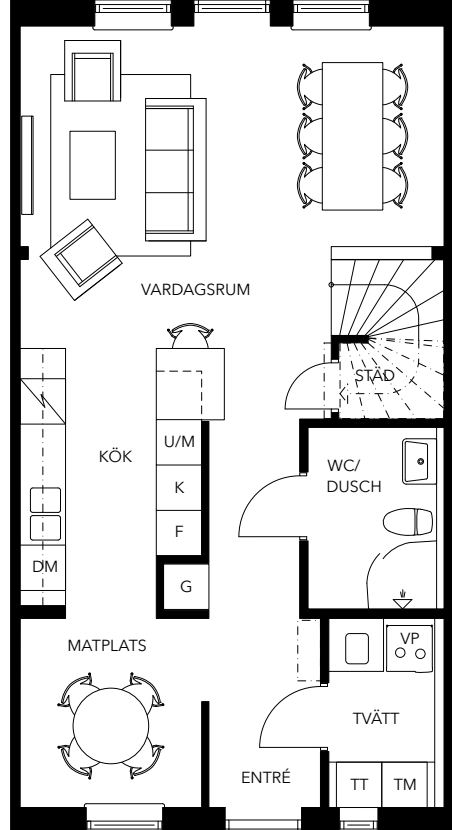 VARDAGSRUM
STÄD
U/M
KÖK
K
WC/
DUSCH
F
DM
G
MATPLATS
VP
TVÄTT
ENTRÉ
TT
TM